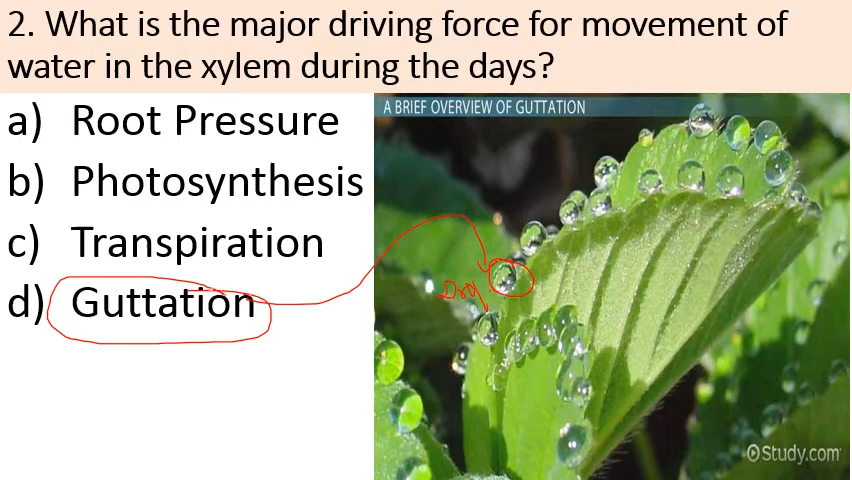 2. What is the major driving force for movement of
water in the xylem during the days?
a) Root Pressure
b) Photosynthesis
c) Transpiration
d) Guttation
A BRIEF OVERVIEW OF GUTTATION
Study.com